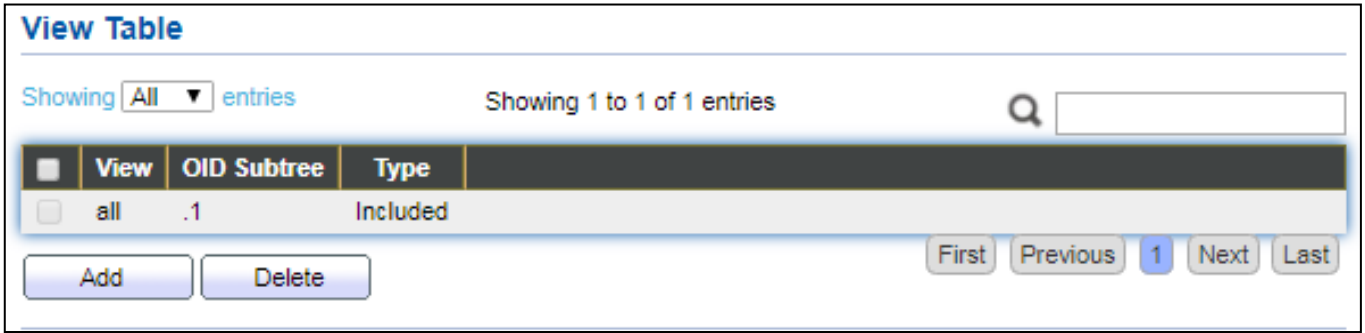 View Table
Showing All entries Showing 1 to 1 of 1 entries
View OID Subtree Type
all .1 Included
First Previous 1 Next Last
Add Delete